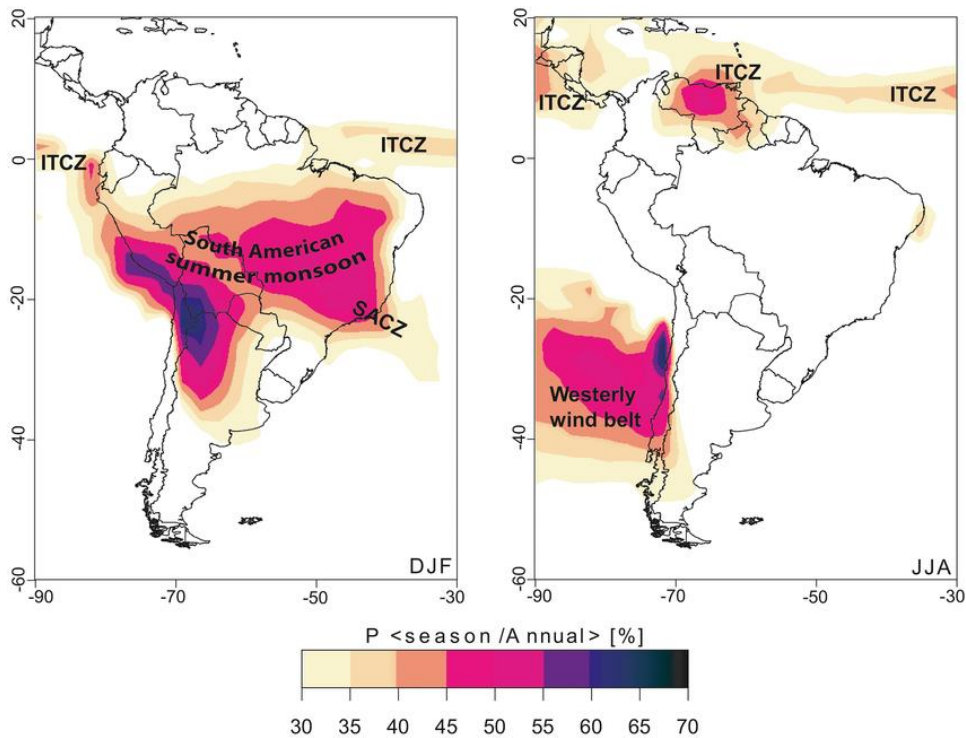 20
0
-20
-40
-60
-90
-70
-50
-30
ITCZ
ITCZ
South American
summer monsoon
SACZ
DJF
20
0
-20
-40
-60
-90
-70
-50
-30
ITCZ
ITCZ
ITCZ
Westerly
wind belt
JJA
P <season/Annual> [%]
30 35 40 45 50 55 60 65 70